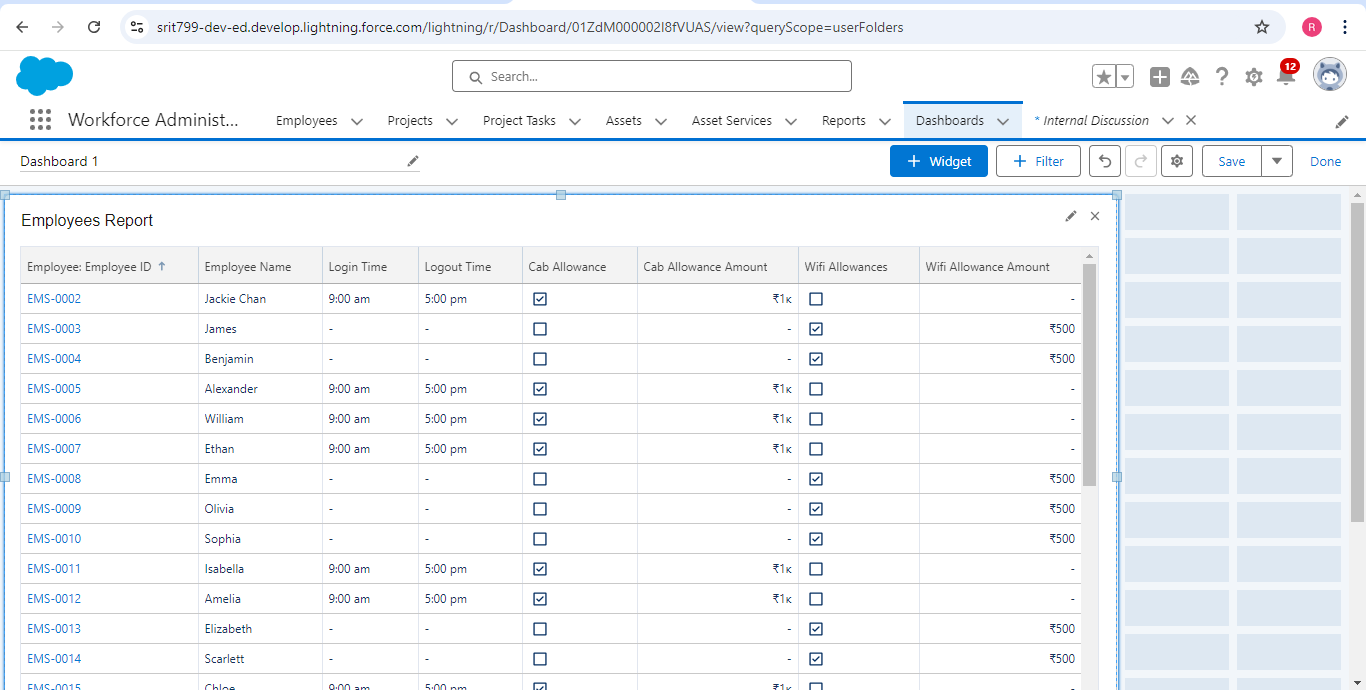 srit799-dev-ed.develop.lightning.force.com/lightning/r/Dashboard/01ZdM000002I8fVUAS/view?queryScope=userFolders R
Search... 12
Workforce Administ... Employees Projects Project Tasks Assets Asset Services Reports Dashboards * Internal Discussion
Dashboard 1 + Widget + Filter Save Done
Employees Report
Employee: Employee ID ↑ Employee Name Login Time Logout Time Cab Allowance Cab Allowance Amount Wifi Allowances Wifi Allowance Amount
EMS-0002 Jackie Chan 9:00 am 5:00 pm ₹1K -
EMS-0003 James - - - ₹500
EMS-0004 Benjamin - - - ₹500
EMS-0005 Alexander 9:00 am 5:00 pm ₹1K -
EMS-0006 William 9:00 am 5:00 pm ₹1K -
EMS-0007 Ethan 9:00 am 5:00 pm ₹1K -
EMS-0008 Emma - - - ₹500
EMS-0009 Olivia - - - ₹500
EMS-0010 Sophia - - - ₹500
EMS-0011 Isabella 9:00 am 5:00 pm ₹1K -
EMS-0012 Amelia 9:00 am 5:00 pm ₹1K -
EMS-0013 Elizabeth - - - ₹500
EMS-0014 Scarlett - - - ₹500
EMS-0015 Chloe 9:00 am 5:00 pm ₹1K -